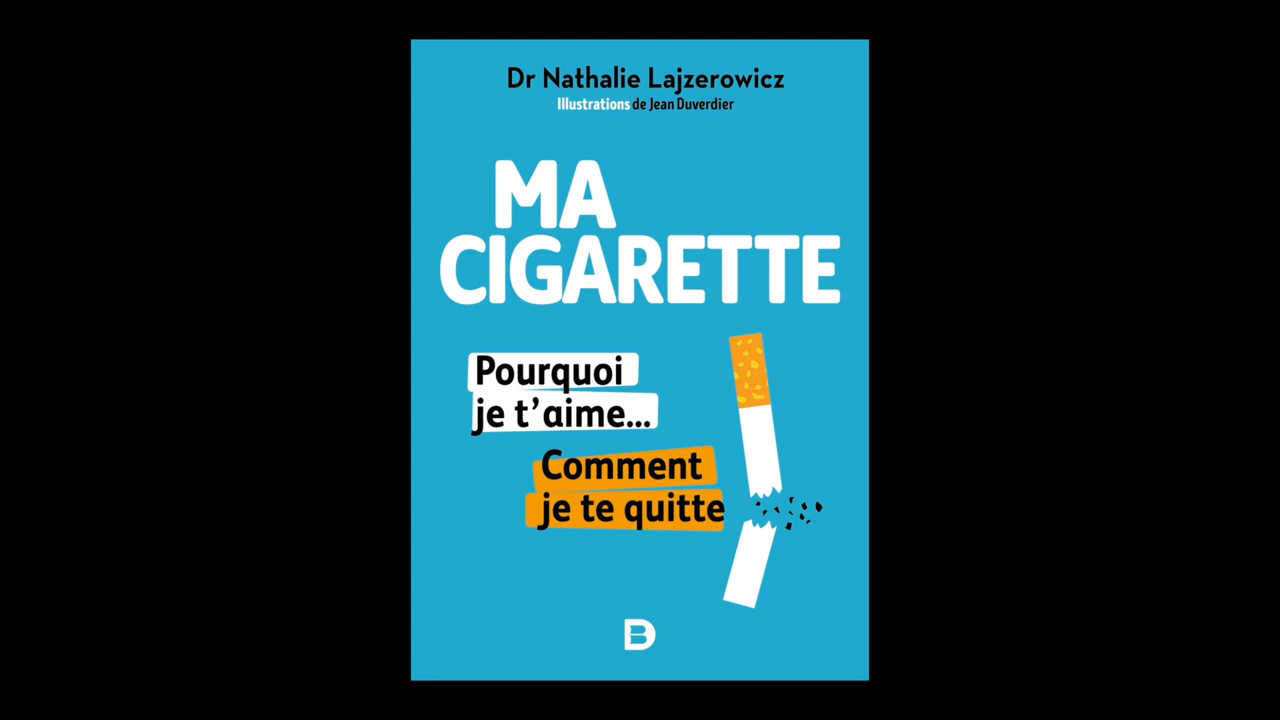 Dr Nathalie Lajzerowicz
Illustrations de Jean Duverdier
MA
CIGARETTE
Pourquoi
je t’aime...
Comment
je te quitte